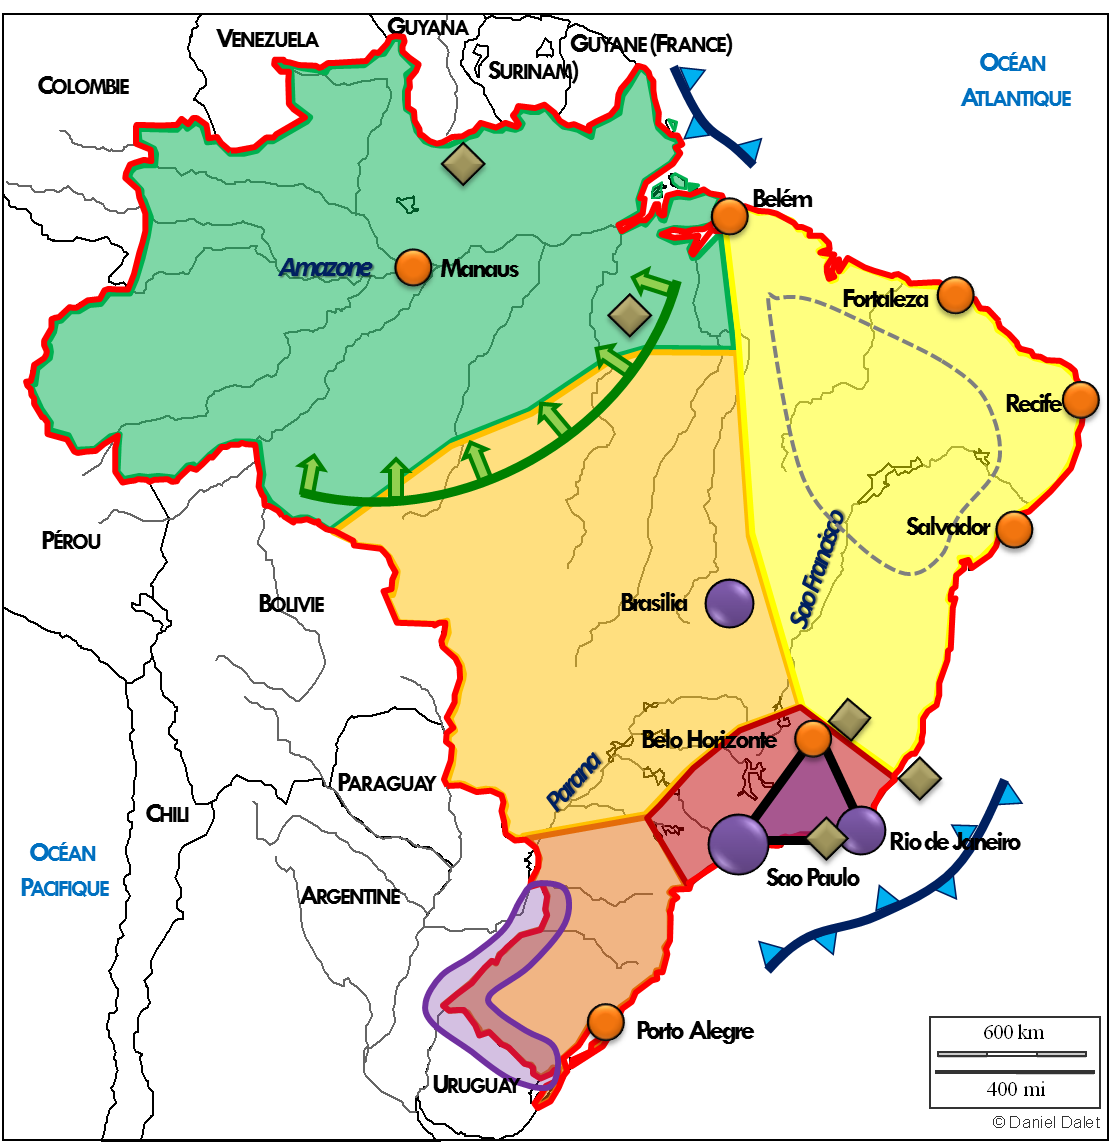 GUYANA
VENEZUELA
GUYANE (FRANCE)
SURINAM)
COLOMBIE
OCÉAN
ATLANTIQUE
Belém
Amazone
Manaus
Fortaleza
Recife
Salvador
PÉROU
Sao Francisco
BOLIVIE
Brasilia
Belo Horizonte
Parana
PARAGUAY
CHILI
OCÉAN
PACIFIQUE
Rio de Janeiro
Sao Paulo
ARGENTINE
Porto Alegre
URUGUAY
600 km
400 mi
© Daniel Dalet